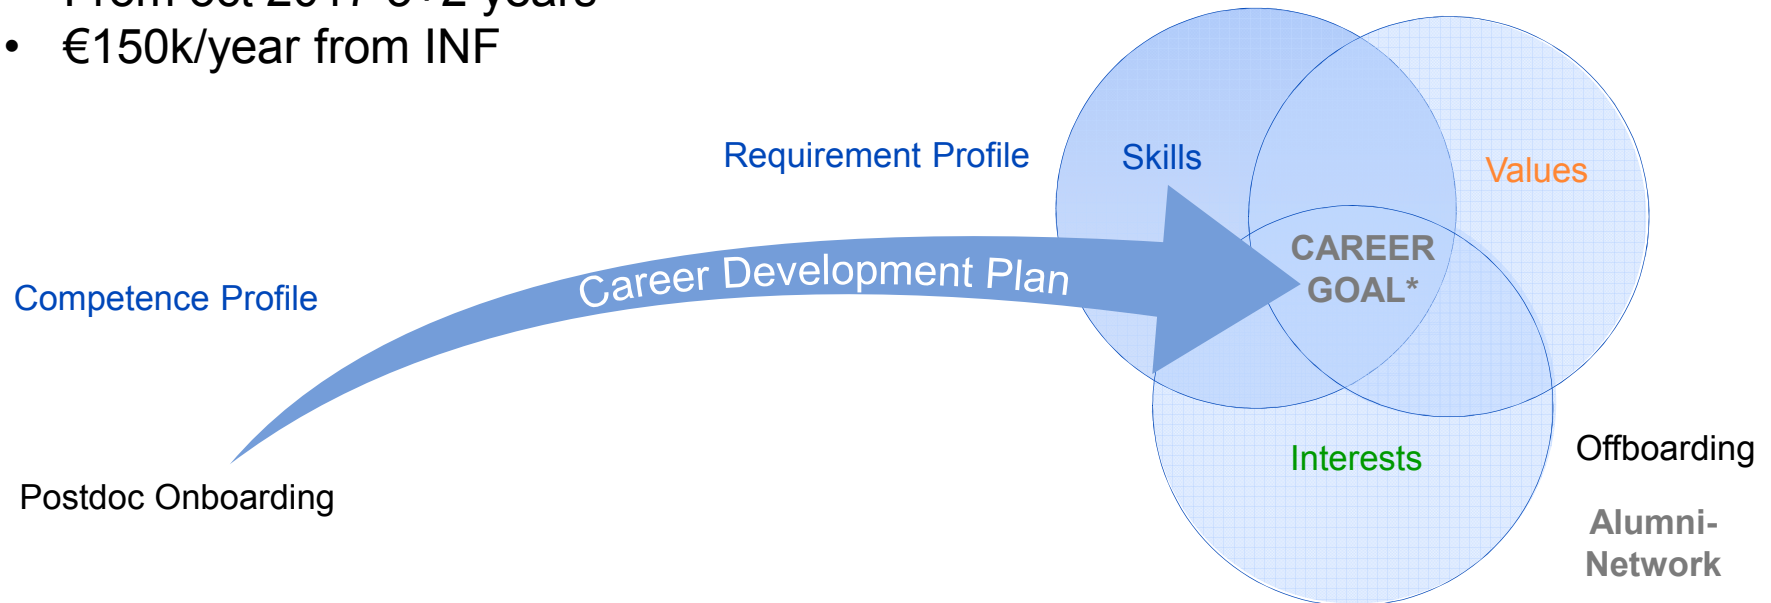 • €150k/year from INF
Requirement Profile
Skills
Values
CAREER
GOAL*
Career Development Plan
Competence Profile
Interests
Offboarding
Postdoc Onboarding
Alumni-
Network